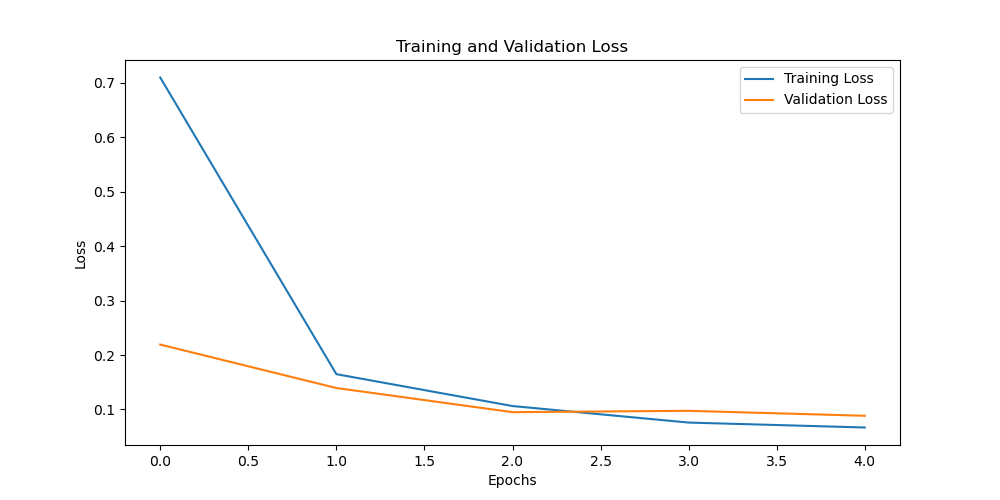 Training and Validation Loss
Training Loss
Validation Loss
0.7
0.6
0.5
0.4
0.3
0.2
0.1
Loss
0.0 0.5 1.0 1.5 2.0 2.5 3.0 3.5 4.0
Epochs